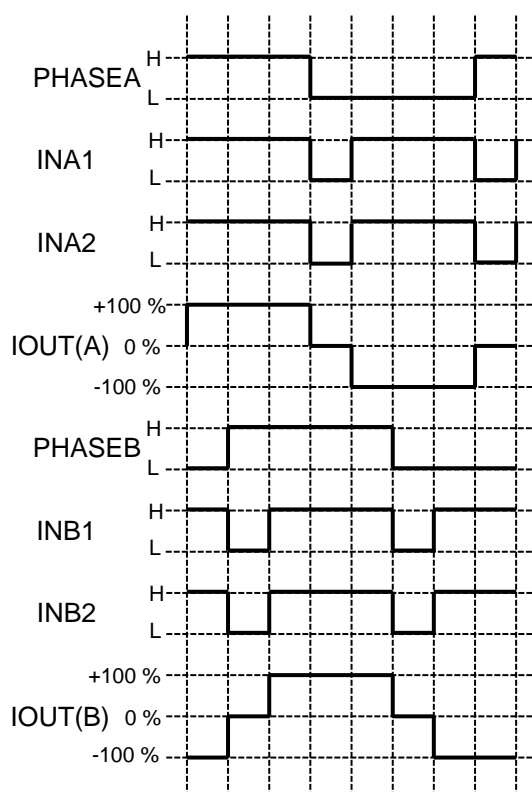 H
PHASEA
L
H
INA1
L
H
INA2
L
+100 %
IOUT(A) 0 %
-100 %
H
PHASEB
L
H
INB1
L
H
INB2
L
+100 %
IOUT(B) 0 %
-100 %